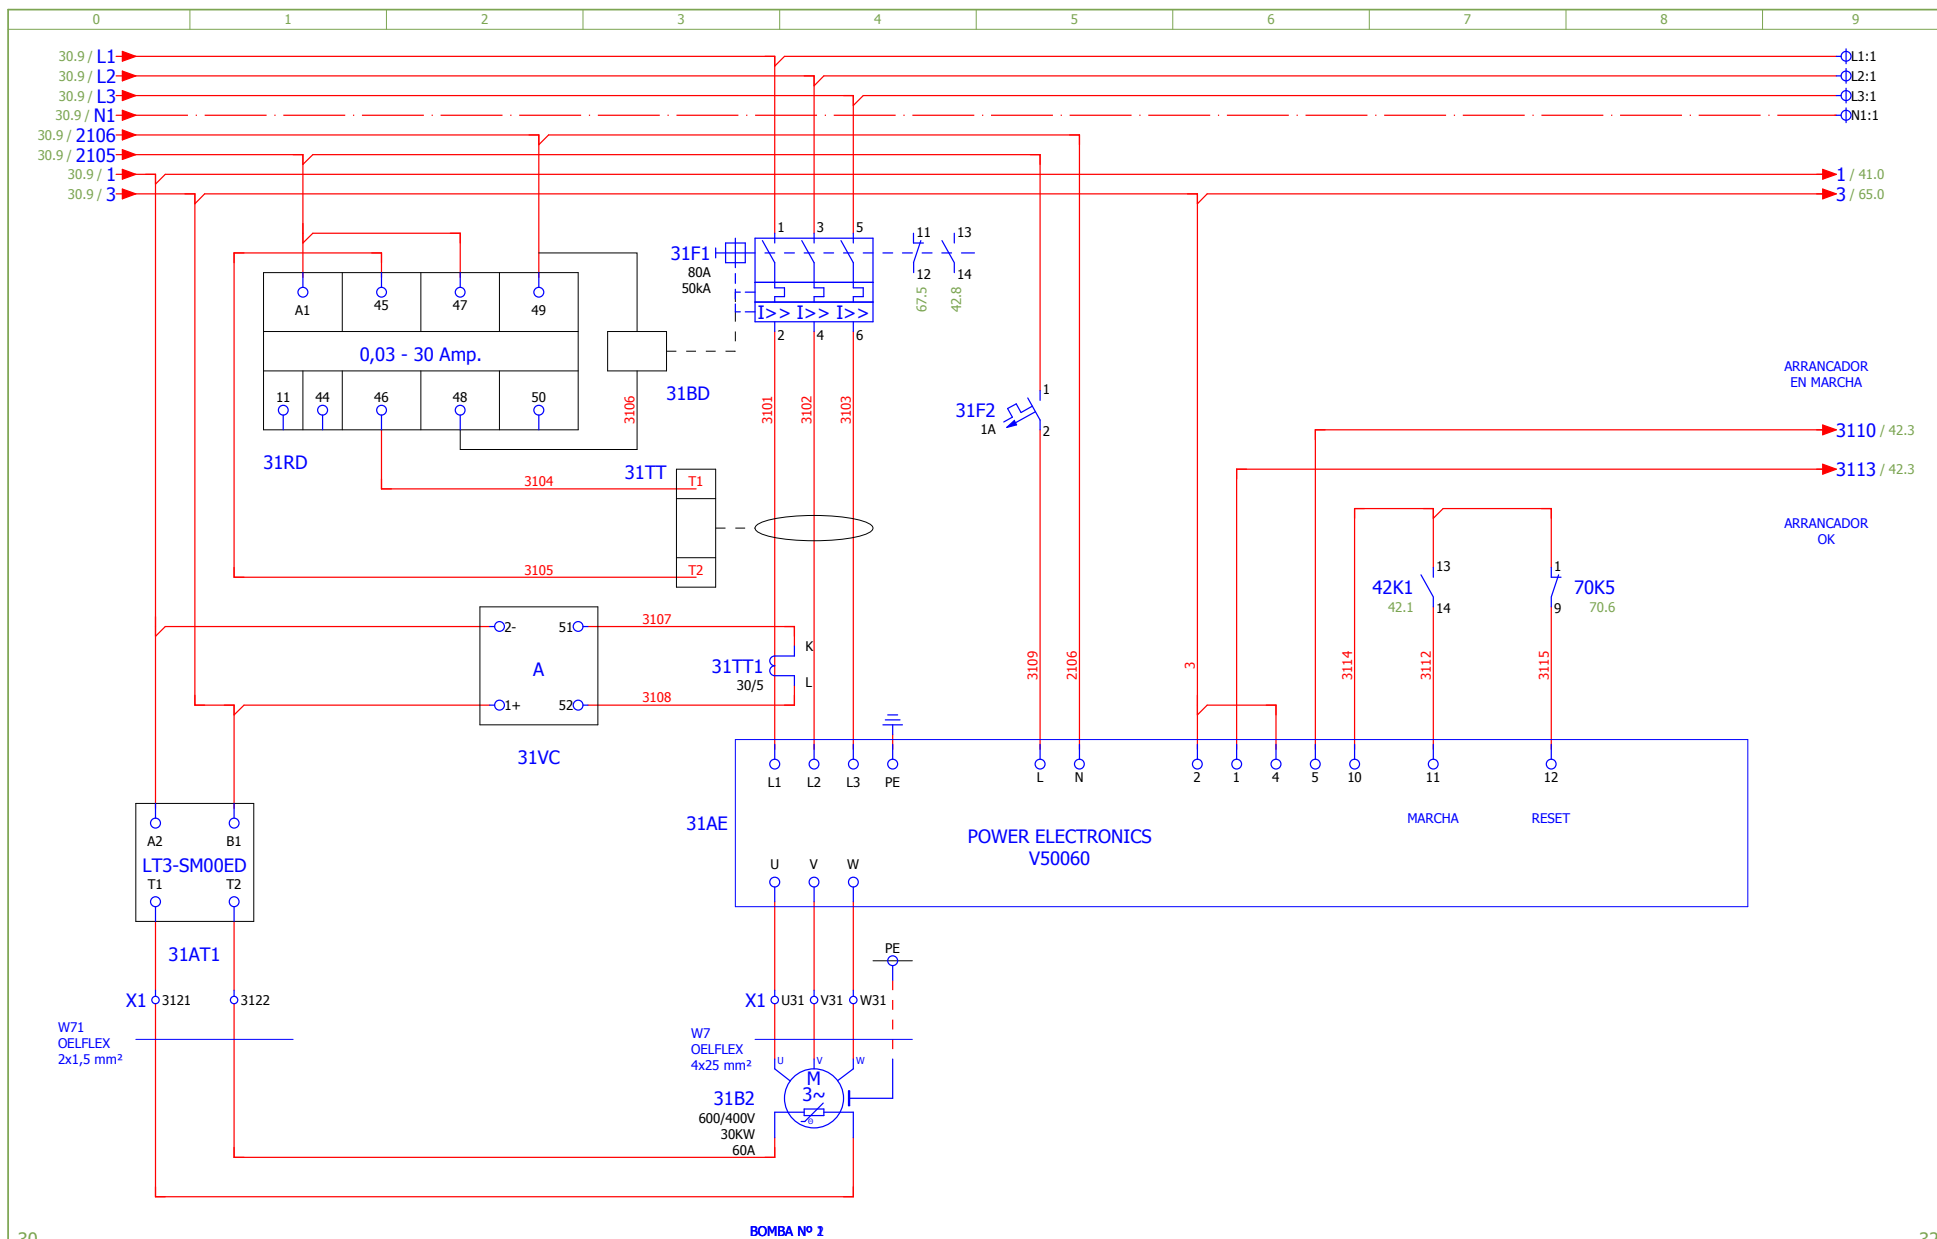 0 1 2 3 4 5 6 7 8 9
30.9 / L1 L1:1
30.9 / L2 L2:1
30.9 / L3 L3:1
30.9 / N1 N1:1
30.9 / 2106
30.9 / 2105
30.9 / 1 1 / 41.0
30.9 / 3 3 / 65.0
1 3 5 11 13
31F1
80A
50kA
12 14
67.5 42.8
I>> I>> I>>
2 4 6
A1 45 47 49
0,03 - 30 Amp.
11 44 46 48 50
31RD
31BD
3106
3101 3102 3103
31F2
1A
1
2
ARRANCADOR
EN MARCHA
3110 / 42.3
3113 / 42.3
ARRANCADOR
OK
31TT
T1
T2
3104
3105
42K1
42.1
13
14
70K5
70.6
1
9
2- 51
A
1+ 52
31VC
3107
3108
31TT1
30/5
K
L
3109 2106 3 3114 3112 3115
L1 L2 L3 PE L N 2 1 4 5 10 11 12
MARCHA RESET
31AE
POWER ELECTRONICS
V50060
U V W
A2 B1
LT3-SM00ED
T1 T2
31AT1
X1 3121 3122
W71
OELFLEX
2x1,5 mm²
PE
X1 U31 V31 W31
W7
OELFLEX
4x25 mm²
U V W
M
3~
31B2
600/400V
30KW
60A
BOMBA Nº
30 32